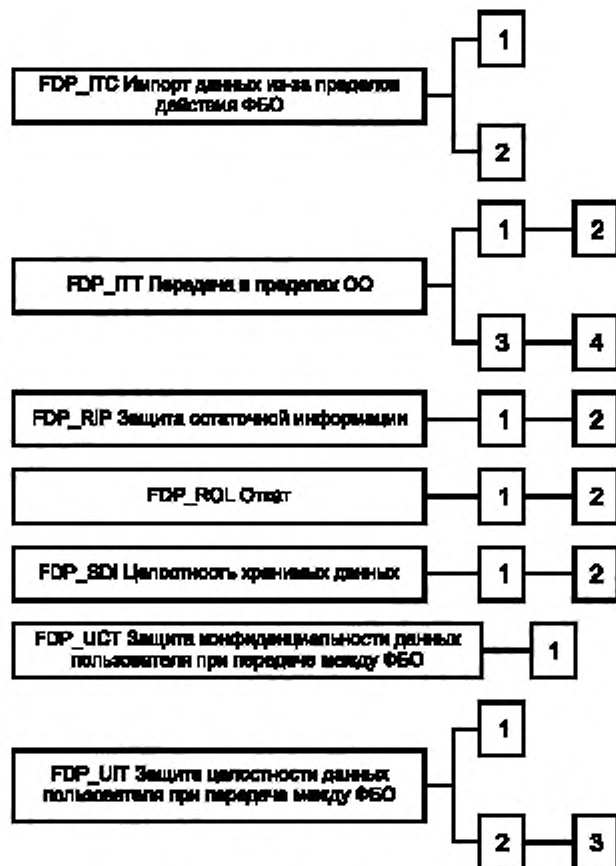 1
FDP_ITC Импорт данных из-за пределов
действия ФБО
2
1 2
FDP_ITT Передача в пределах ОО
3 4
FDP_RIP Защита остаточной информации 1 2
FDP_ROL Откат 1 2
FDP_SDI Целостность хранимых данных 1 2
FDP_UCT Защита конфиденциальности данных
пользователя при передаче между ФБО 1
1
FDP_UIT Защита целостности данных
пользователя при передаче между ФБО
2 3